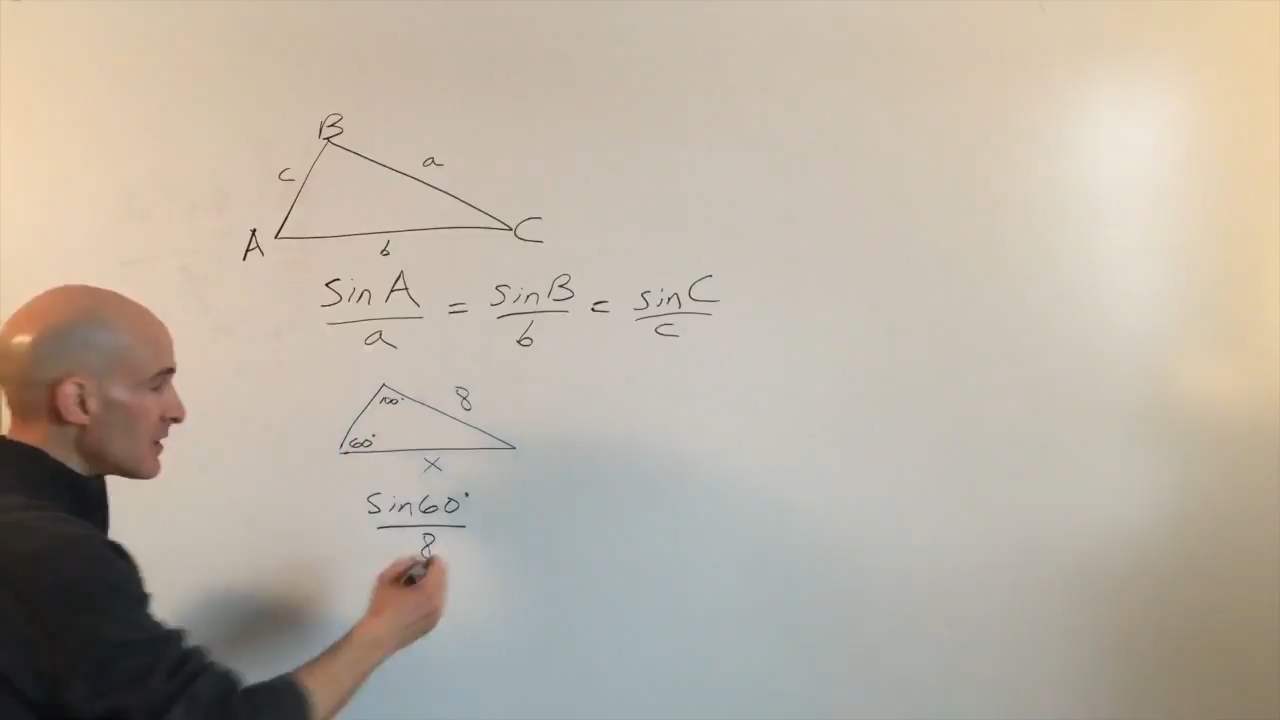 B
c a
A b C
sin A / a = sin B / b = sin C / c
100° 8
60°
x
sin 60° / 8